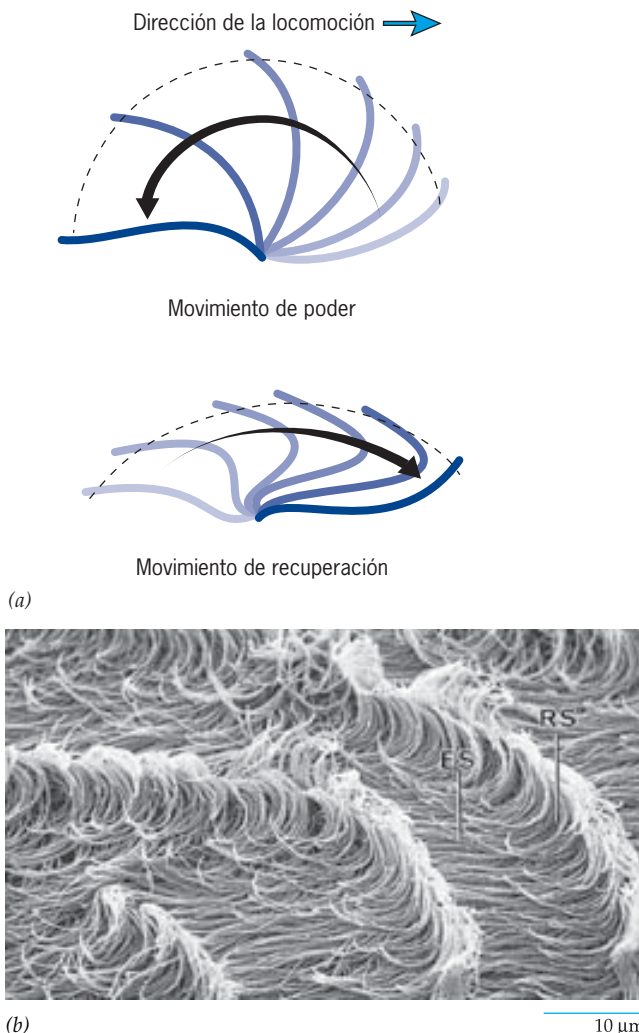 Dirección de la locomoción
Movimiento de poder
Movimiento de recuperación
(a)
RS
ES
(b)
10 µm